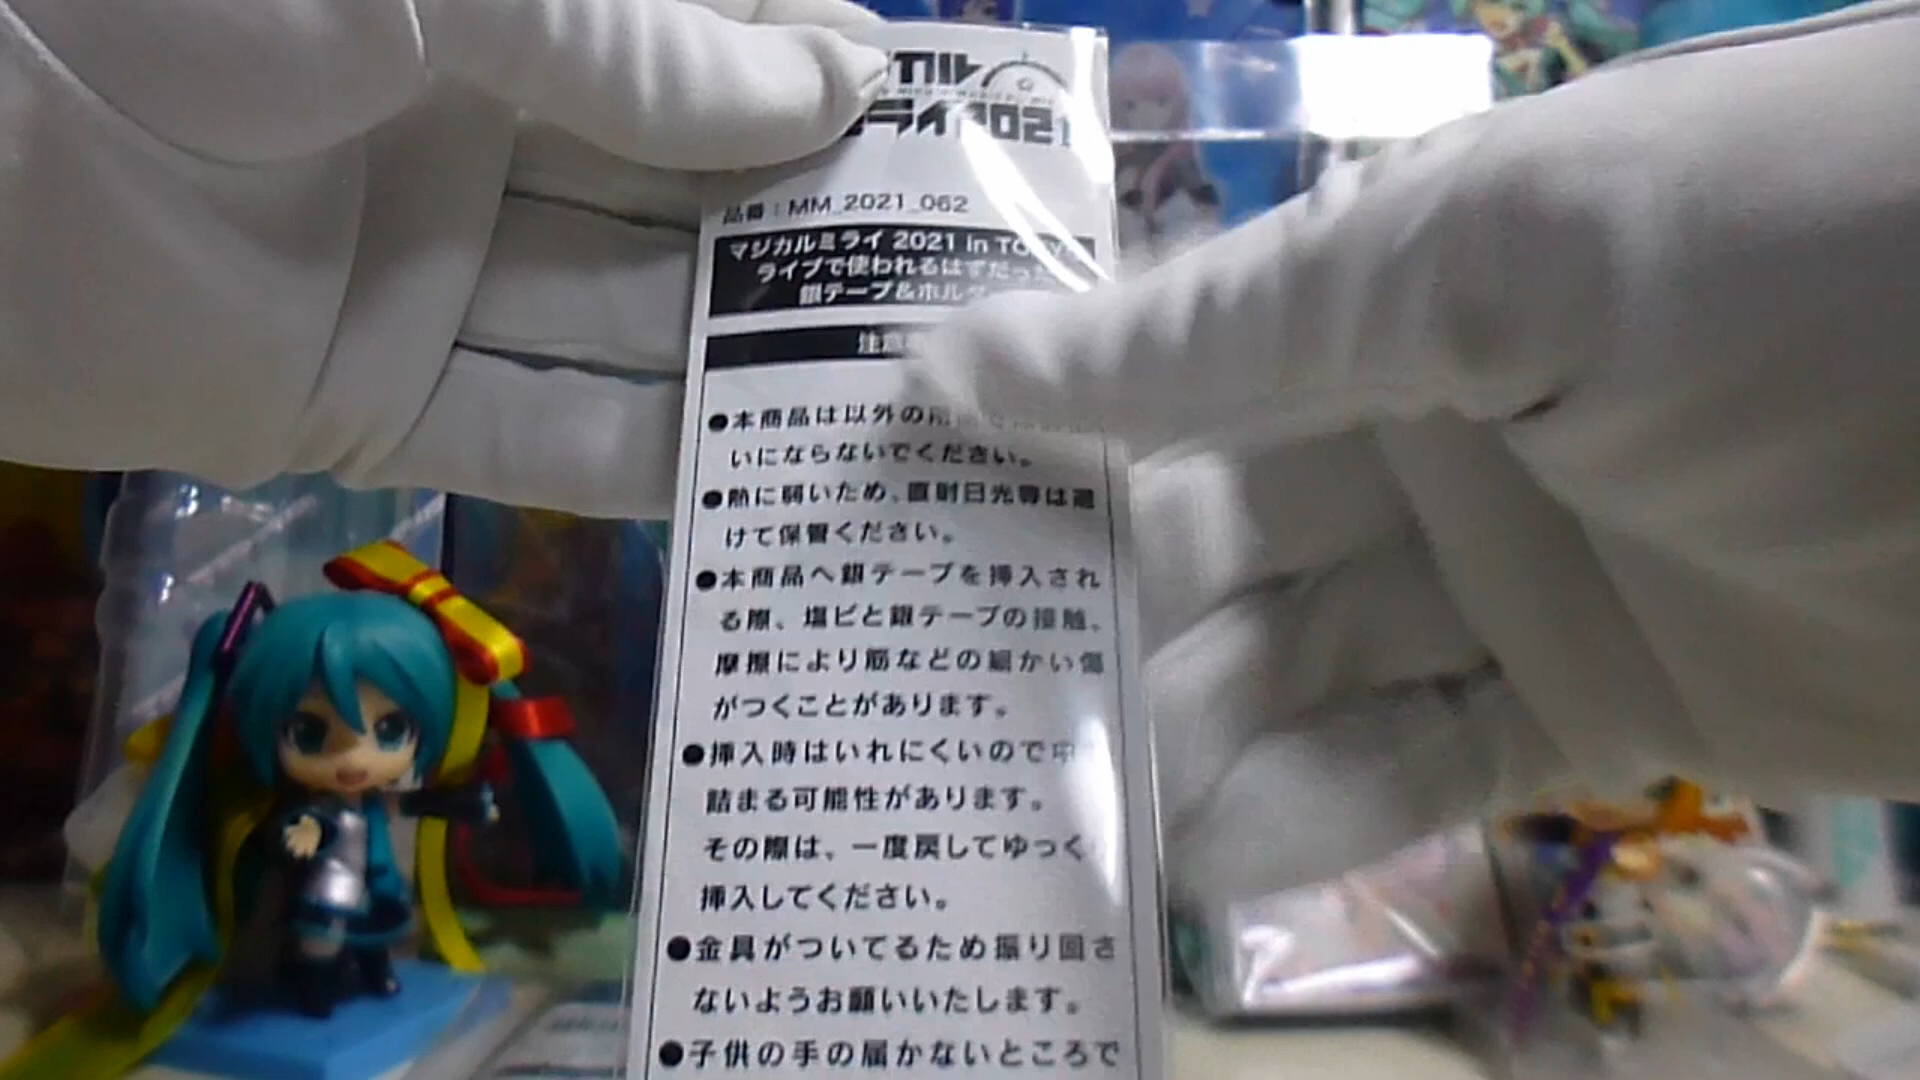 カル
ライ2021
品番：MM_2021_062
マジカルミライ 2021 in
ライブで使われるはずだった
銀テープ&ホルダ
注意
●本商品は以外の
いにならないでください。
●熱に弱いため、直射日光等は避
けて保管ください。
●本商品へ銀テープを挿入され
る際、塩ビと銀テープの接触、
摩擦により筋などの細かい傷
がつくことがあります。
●挿入時はいれにくいので中
詰まる可能性があります。
その際は、一度戻してゆっく
挿入してください。
●金具がついてるため振り回さ
ないようお願いいたします。
●子供の手の届かないところで